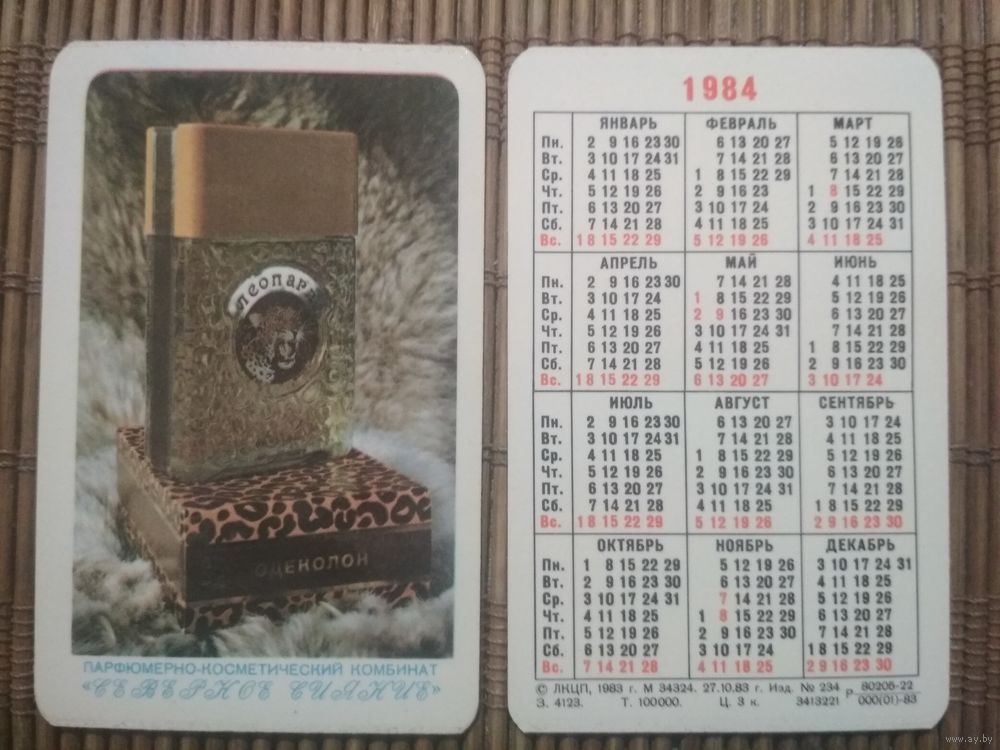 леопард
ОДЕКОЛОН
ПАРФЮМЕРНО-КОСМЕТИЧЕСКИЙ КОМБИНАТ
«СЕВЕРНОЕ СИЯНИЕ»
1984
ЯНВАРЬ ФЕВРАЛЬ МАРТ
Пн. 2 9 16 23 30 6 13 20 27 5 12 19 26
Вт. 3 10 17 24 31 7 14 21 28 6 13 20 27
Ср. 4 11 18 25 1 8 15 22 29 7 14 21 28
Чт. 5 12 19 26 2 9 16 23 1 8 15 22 29
Пт. 6 13 20 27 3 10 17 24 2 9 16 23 30
Сб. 7 14 21 28 4 11 18 25 3 10 17 24 31
Вс. 1 8 15 22 29 5 12 19 26 4 11 18 25
АПРЕЛЬ МАЙ ИЮНЬ
Пн. 2 9 16 23 30 7 14 21 28 4 11 18 25
Вт. 3 10 17 24 1 8 15 22 29 5 12 19 26
Ср. 4 11 18 25 2 9 16 23 30 6 13 20 27
Чт. 5 12 19 26 3 10 17 24 31 7 14 21 28
Пт. 6 13 20 27 4 11 18 25 1 8 15 22 29
Сб. 7 14 21 28 5 12 19 26 2 9 16 23 30
Вс. 1 8 15 22 29 6 13 20 27 3 10 17 24
ИЮЛЬ АВГУСТ СЕНТЯБРЬ
Пн. 2 9 16 23 30 6 13 20 27 3 10 17 24
Вт. 3 10 17 24 31 7 14 21 28 4 11 18 25
Ср. 4 11 18 25 1 8 15 22 29 5 12 19 26
Чт. 5 12 19 26 2 9 16 23 30 6 13 20 27
Пт. 6 13 20 27 3 10 17 24 31 7 14 21 28
Сб. 7 14 21 28 4 11 18 25 1 8 15 22 29
Вс. 1 8 15 22 29 5 12 19 26 2 9 16 23 30
ОКТЯБРЬ НОЯБРЬ ДЕКАБРЬ
Пн. 1 8 15 22 29 5 12 19 26 3 10 17 24 31
Вт. 2 9 16 23 30 6 13 20 27 4 11 18 25
Ср. 3 10 17 24 31 7 14 21 28 5 12 19 26
Чт. 4 11 18 25 1 8 15 22 29 6 13 20 27
Пт. 5 12 19 26 2 9 16 23 30 7 14 21 28
Сб. 6 13 20 27 3 10 17 24 1 8 15 22 29
Вс. 7 14 21 28 4 11 18 25 2 9 16 23 30
© ЛКЦП, 1983 г. М 34324. 27.10.83 г. Изд. № 234 Р 80205-22
З. 4123. Т. 100000. Ц. 3 к. 3413221 000(01)-83
www.ay.by